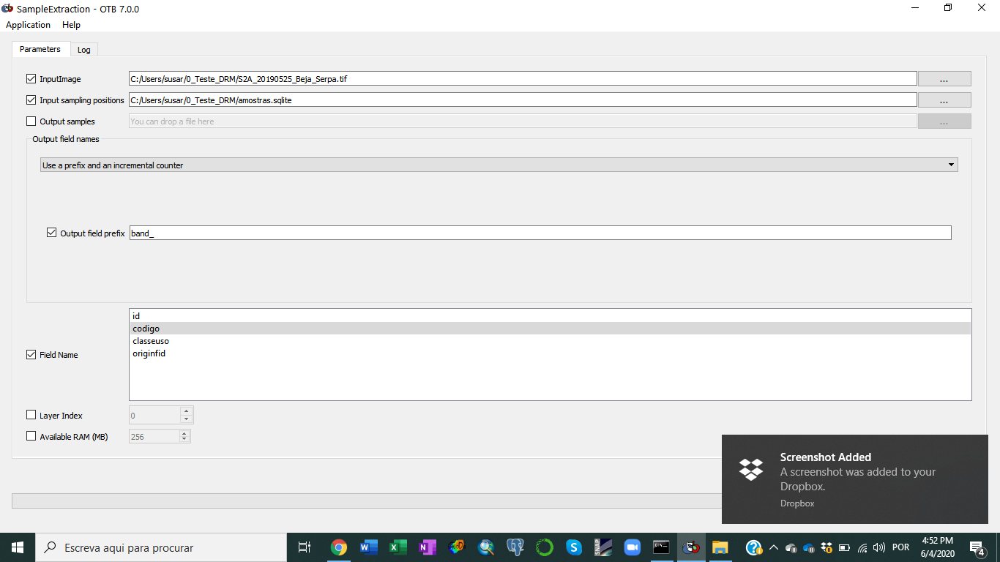 SampleExtraction - OTB 7.0.0
Application Help
Parameters Log
InputImage C:/Users/susar/0_Teste_DRM/S2A_20190525_Beja_Serpa.tif ...
Input sampling positions C:/Users/susar/0_Teste_DRM/amostras.sqlite ...
Output samples You can drop a file here ...
Output field names
Use a prefix and an incremental counter
Output field prefix band_
id
codigo
classeuso
Field Name originfid
Layer Index 0
Available RAM (MB) 256
Screenshot Added
A screenshot was added to your
Dropbox.
Dropbox
Escreva aqui para procurar
POR
4:52 PM
6/4/2020
4